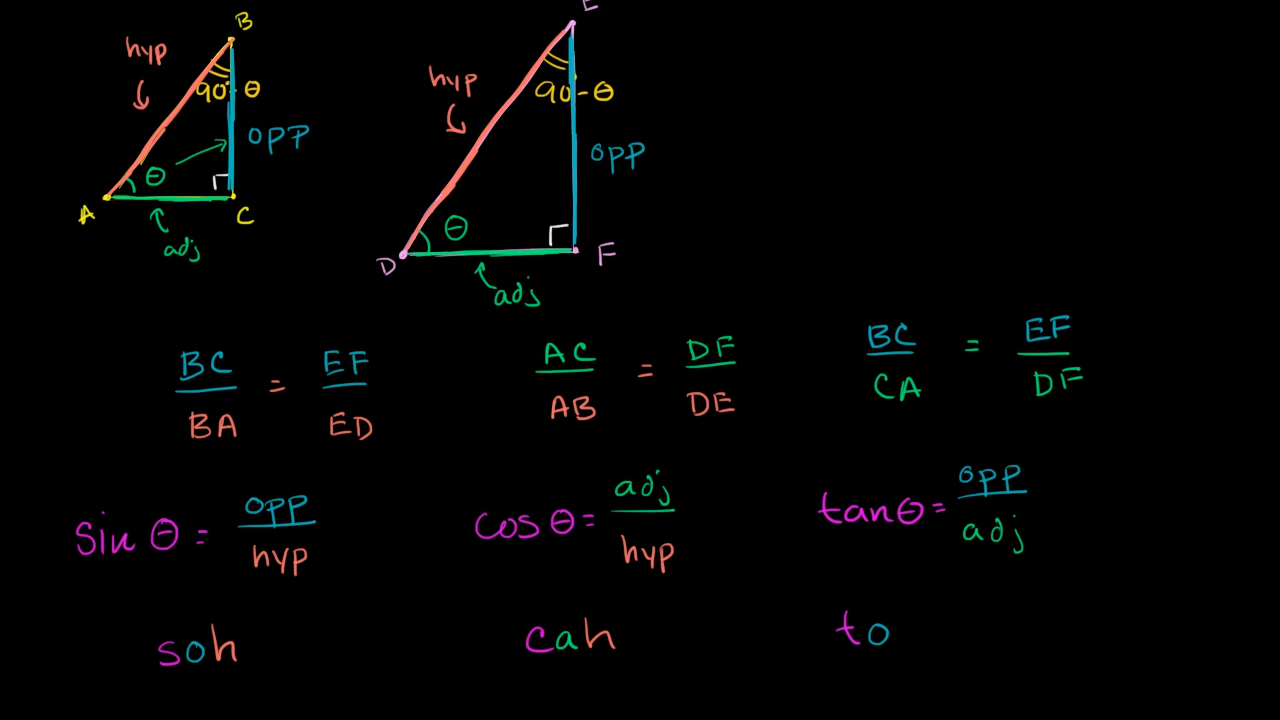 B
E
hyp
90° - θ
opp
θ
A
C
adj
hyp
90 - θ
opp
θ
D
F
adj
BC/BA = EF/ED
AC/AB = DF/DE
BC/CA = EF/DF
sin θ = opp/hyp
cos θ = adj/hyp
tan θ = opp/adj
soh
cah
to